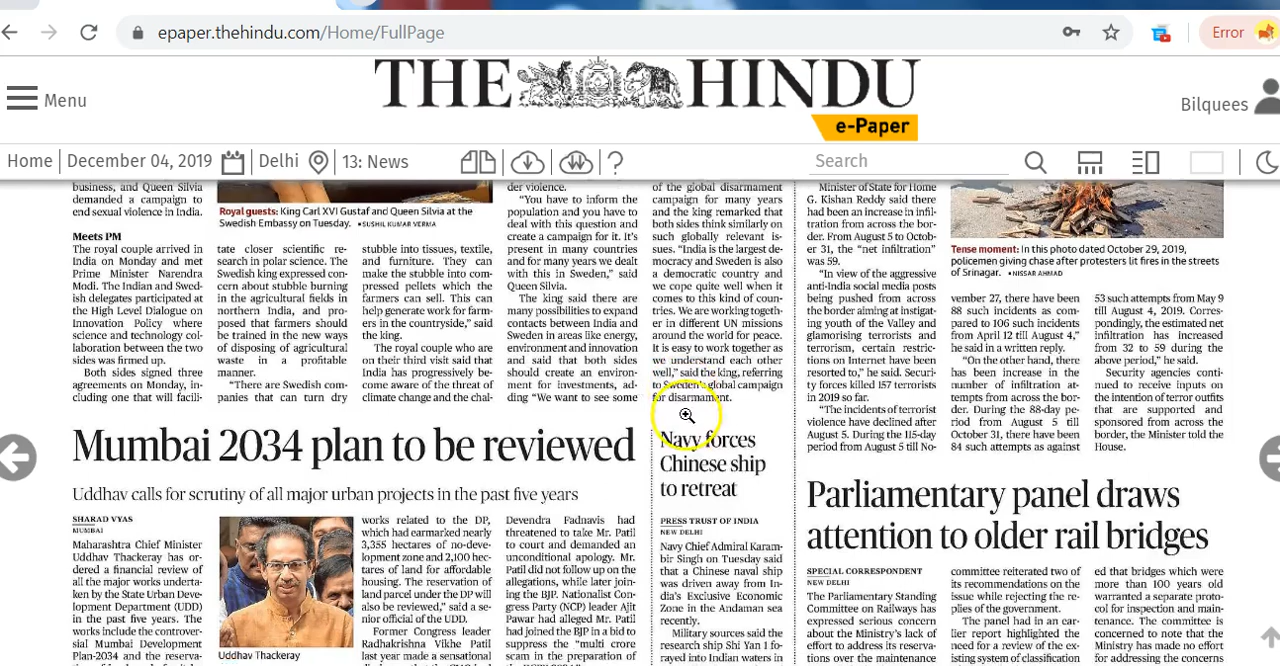 epaper.thehindu.com/Home/FullPage
Error
THE HINDU
e-Paper
Menu
Bilquees
Home
December 04, 2019
Delhi
13: News
?
Search
business, and Queen Silvia
demanded a campaign to
end sexual violence in India.
Meets PM
The royal couple arrived in
India on Monday and met
Prime Minister Narendra
Modi. The Indian and Swed-
ish delegates participated at
the High Level Dialogue on
Innovation Policy where
science and technology col-
laboration between the two
sides was firmed up.
Both sides signed three
agreements on Monday, in-
cluding one that will facili-
Royal guests: King Carl XVI Gustaf and Queen Silvia at the
Swedish Embassy on Tuesday. ▪SUSHIL KUMAR VERMA
tate closer scientific re-
search in polar science. The
Swedish king expressed con-
cern about stubble burning
in the agricultural fields in
northern India, and pro-
posed that farmers should
be trained in the new ways
of disposing of agricultural
waste in a profitable
manner.
“There are Swedish com-
panies that can turn dry
stubble into tissues, textile,
and furniture. They can
make the stubble into com-
pressed pellets which the
farmers can sell. This can
help generate work for farm-
ers in the countryside,” said
the king.
The royal couple who are
on their third visit said that
India has progressively be-
come aware of the threat of
climate change and the chal-
der violence.
“You have to inform the
population and you have to
deal with this question and
create a campaign for it. It’s
present in many countries
and for many years we dealt
with this in Sweden,” said
Queen Silvia.
The king said there are
many possibilities to expand
contacts between India and
Sweden in areas like energy,
environment and innovation
and said that both sides
should create an environ-
ment for investments, ad-
ding “We want to see some
of the global disarmament
campaign for many years
and the king remarked that
both sides think similarly on
such globally relevant is-
sues. “India is the largest de-
mocracy and Sweden is also
a democratic country and
we cope quite well when it
comes to this kind of coun-
tries. We are working togeth-
er in different UN missions
around the world for peace.
It is easy to work together as
we understand each other
well,” said the king, referring
to Sweden’s global campaign
for disarmament.
Mumbai 2034 plan to be reviewed
Uddhav calls for scrutiny of all major urban projects in the past five years
SHARAD VYAS
MUMBAI
Maharashtra Chief Minister
Uddhav Thackeray has or-
dered a financial review of
all the major works underta-
ken by the State Urban Deve-
lopment Department (UDD)
in the past five years. The
works include the controver-
sial Mumbai Development
Plan-2034 and the reserva-
Uddhav Thackeray
works related to the DP,
which had earmarked nearly
3,355 hectares of no-deve-
lopment zone and 2,100 hec-
tares of land for affordable
housing. The reservation of
land parcel under the DP will
also be reviewed,” said a se-
nior official of the UDD.
Former Congress leader
Radhakrishna Vikhe Patil
last year made a sensational
Devendra Fadnavis had
threatened to take Mr. Patil
to court and demanded an
unconditional apology. Mr.
Patil did not follow up on the
allegations, while later join-
ing the BJP. Nationalist Con-
gress Party (NCP) leader Ajit
Pawar had alleged Mr. Patil
had joined the BJP in a bid to
suppress the “multi crore
scam in the preparation of
Navy forces
Chinese ship
to retreat
PRESS TRUST OF INDIA
NEW DELHI
Navy Chief Admiral Karam-
bir Singh on Tuesday said
that a Chinese naval ship
was driven away from In-
dia’s Exclusive Economic
Zone in the Andaman sea
recently.
Military sources said the
research ship Shi Yan 1 fo-
rayed into Indian waters in
Minister of State for Home
G. Kishan Reddy said there
had been an increase in infil-
tration from across the bor-
der. From August 5 to Octob-
er 31, the “net infiltration”
was 59.
“In view of the aggressive
anti-India social media posts
being pushed from across
the border aiming at instigat-
ing youth of the Valley and
glamorising terrorists and
terrorism, certain restric-
tions on Internet have been
resorted to,” he said. Securi-
ty forces killed 157 terrorists
in 2019 so far.
“The incidents of terrorist
violence have declined after
August 5. During the 115-day
period from August 5 till No-
Tense moment: In this photo dated October 29, 2019,
policemen giving chase after protesters lit fires in the streets
of Srinagar. ▪NISSAR AHMAD
vember 27, there have been
88 such incidents as com-
pared to 106 such incidents
from April 12 till August 4,”
he said in a written reply.
“On the other hand, there
has been increase in the
number of infiltration at-
tempts from across the bor-
der. During the 88-day pe-
riod from August 5 till
October 31, there have been
84 such attempts as against
53 such attempts from May 9
till August 4, 2019. Corres-
pondingly, the estimated net
infiltration has increased
from 32 to 59 during the
above period,” he said.
Security agencies contin-
ued to receive inputs on
the intention of terror outfits
that are supported and
sponsored from across the
border, the Minister told the
House.
Parliamentary panel draws
attention to older rail bridges
SPECIAL CORRESPONDENT
NEW DELHI
The Parliamentary Standing
Committee on Railways has
expressed serious concern
about the Ministry’s lack of
effort to address its reserva-
tions over the maintenance
committee reiterated two of
its recommendations on the
issue while rejecting the re-
plies of the government.
The panel had in an ear-
lier report highlighted the
need for a review of the ex-
isting system of classification
ed that bridges which were
more than 100 years old
warranted a separate proto-
col for inspection and main-
tenance. The committee is
concerned to note that the
Ministry has made no effort
for addressing the concerns